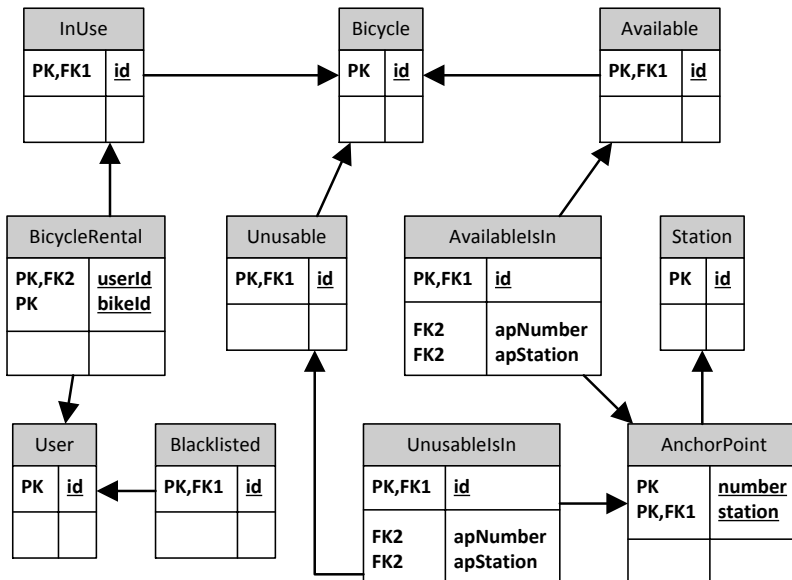 InUse
PK,FK1 id
Bicycle
PK id
Available
PK,FK1 id
BicycleRental
PK,FK2 userId
PK bikeId
Unusable
PK,FK1 id
AvailableIsIn
PK,FK1 id
FK2 apNumber
FK2 apStation
Station
PK id
User
PK id
Blacklisted
PK,FK1 id
UnusableIsIn
PK,FK1 id
FK2 apNumber
FK2 apStation
AnchorPoint
PK number
PK,FK1 station